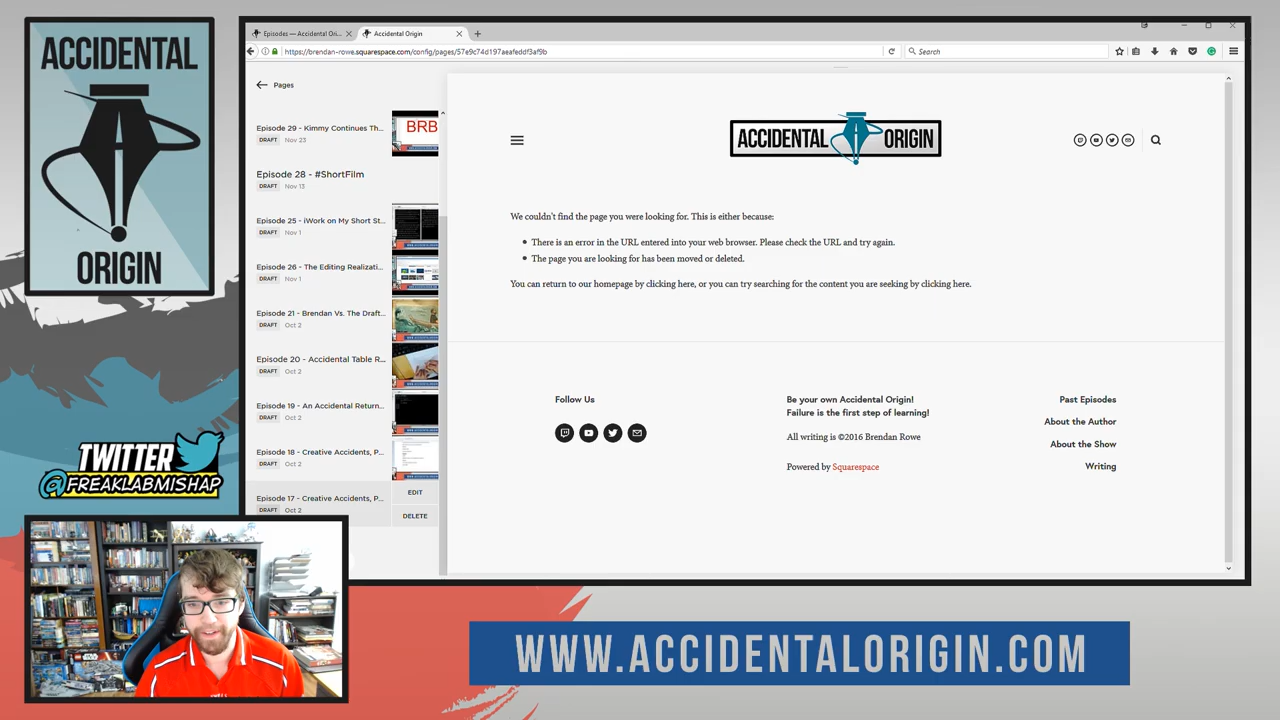 ACCIDENTAL
ORIGIN
Episodes — Accidental Ori...
Accidental Origin
https://brendan-rowe.squarespace.com/config/pages/57e9c74d197aeafeddf3af9b
Search
Pages
Episode 29 - Kimmy Continues Th...
DRAFT Nov 23
BRB
Episode 28 - #ShortFilm
DRAFT Nov 13
Episode 25 - iWork on My Short St...
DRAFT Nov 1
Episode 26 - The Editing Realizati...
DRAFT Nov 1
Episode 21 - Brendan Vs. The Draft...
DRAFT Oct 2
Episode 20 - Accidental Table R...
DRAFT Oct 2
Episode 19 - An Accidental Return...
DRAFT Oct 2
Episode 18 - Creative Accidents, P...
DRAFT Oct 2
Episode 17 - Creative Accidents, P...
DRAFT Oct 2
EDIT
DELETE
ACCIDENTAL ORIGIN
We couldn't find the page you were looking for. This is either because:
There is an error in the URL entered into your web browser. Please check the URL and try again.
The page you are looking for has been moved or deleted.
You can return to our homepage by clicking here, or you can try searching for the content you are seeking by clicking here.
Follow Us
Be your own Accidental Origin!
Failure is the first step of learning!
All writing is ©2016 Brendan Rowe
Powered by Squarespace
Past Episodes
About the Author
About the Show
Writing
TWITTER
@FREAKLABMISHAP
WWW.ACCIDENTALORIGIN.COM